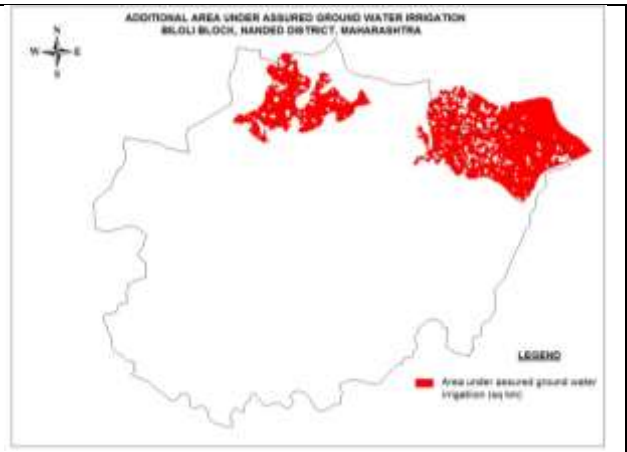 ADDITIONAL AREA UNDER ASSURED GROUND WATER IRRIGATION
BILOLI BLOCK, NANDED DISTRICT, MAHARASHTRA
N
W E
S
LEGEND
Area under assured ground water
irrigation (sq km)